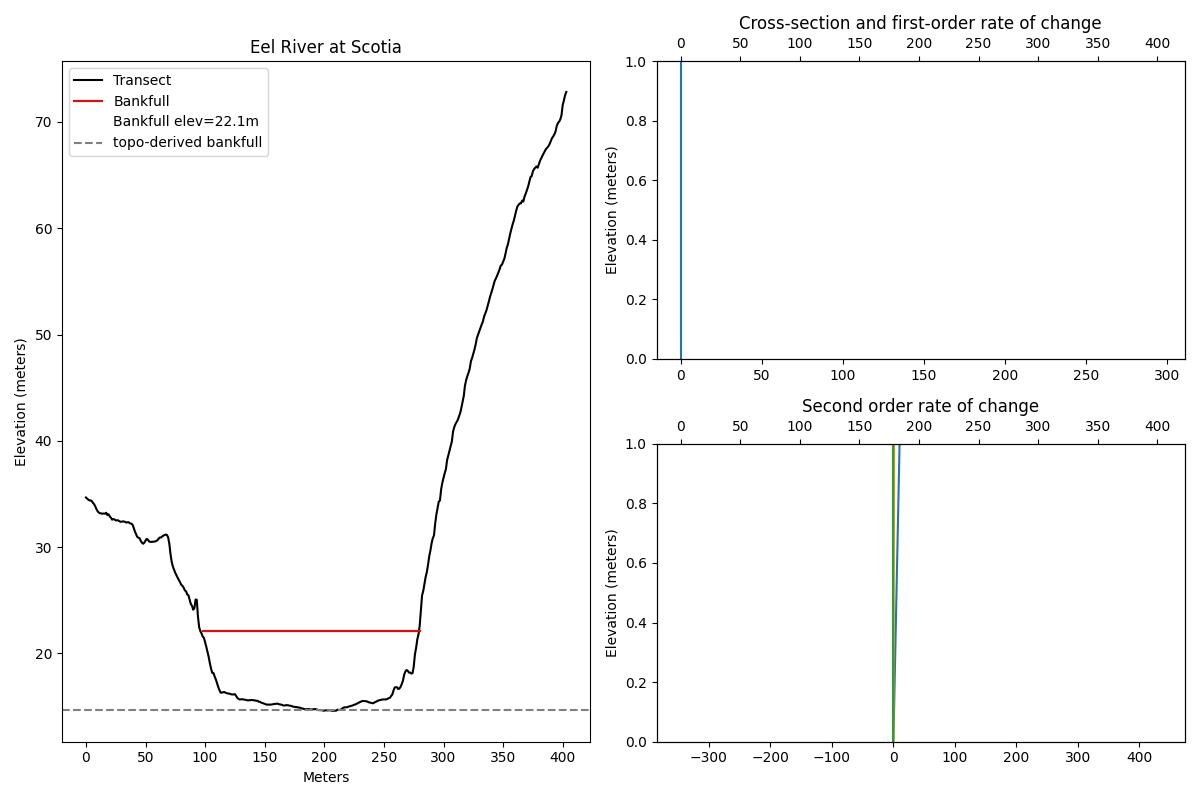 Eel River at Scotia
Transect
Bankfull
Bankfull elev=22.1m
topo-derived bankfull
Elevation (meters)
70
60
50
40
30
20
0 50 100 150 200 250 300 350 400
Meters
Cross-section and first-order rate of change
0 50 100 150 200 250 300 350 400
Elevation (meters)
1.0
0.8
0.6
0.4
0.2
0.0
0 50 100 150 200 250 300
Second order rate of change
0 50 100 150 200 250 300 350 400
Elevation (meters)
1.0
0.8
0.6
0.4
0.2
0.0
−300 −200 −100 0 100 200 300 400